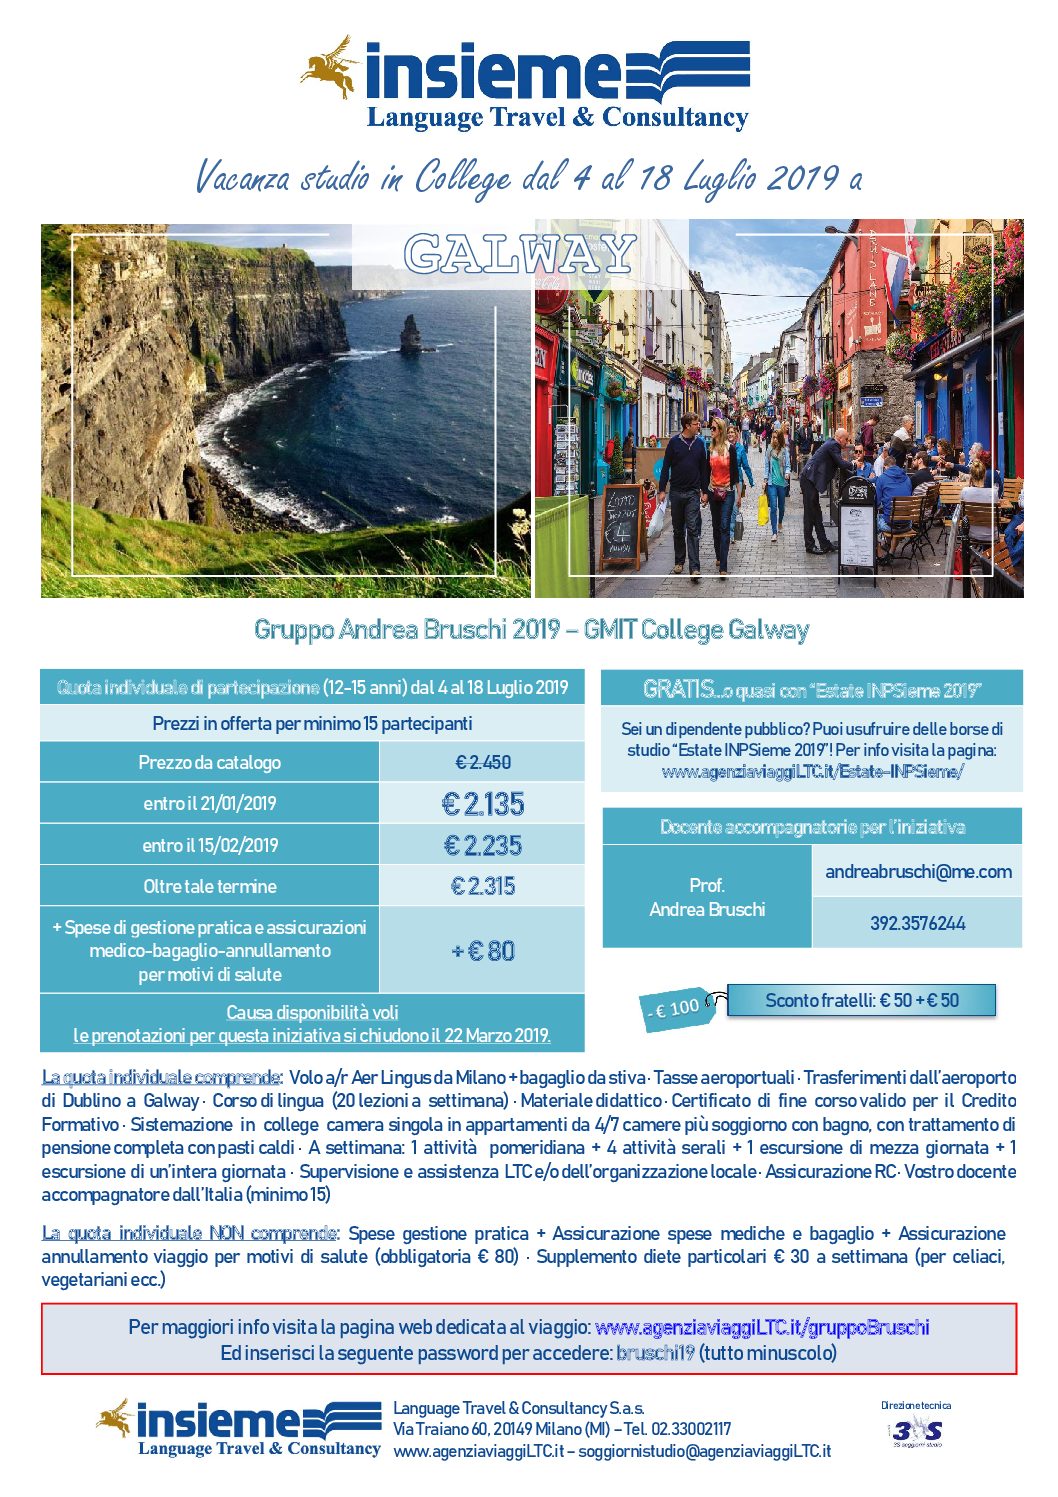 insieme
Language Travel & Consultancy
Vacanza studio in College dal 4 al 18 Luglio 2019 a
GALWAY
Gruppo Andrea Bruschi 2019 – GMIT College Galway
Quota individuale di partecipazione (12-15 anni) dal 4 al 18 Luglio 2019
Prezzi in offerta per minimo 15 partecipanti
Prezzo da catalogo € 2.450
entro il 21/01/2019 € 2.135
entro il 15/02/2019 € 2.235
Oltre tale termine € 2.315
+ Spese di gestione pratica e assicurazioni
medico-bagaglio-annullamento
per motivi di salute
+ € 80
Causa disponibilità voli
le prenotazioni per questa iniziativa si chiudono il 22 Marzo 2019.
GRATIS...o quasi con “Estate INPSieme 2019”
Sei un dipendente pubblico? Puoi usufruire delle borse di
studio “Estate INPSieme 2019”! Per info visita la pagina:
www.agenziaviaggiLTC.it/Estate-INPSieme/
Docente accompagnatorie per l’iniziativa
Prof.
Andrea Bruschi
andreabruschi@me.com
392.3576244
- € 100
Sconto fratelli: € 50 + € 50
La quota individuale comprende: Volo a/r Aer Lingus da Milano + bagaglio da stiva · Tasse aeroportuali · Trasferimenti dall’aeroporto
di Dublino a Galway · Corso di lingua (20 lezioni a settimana) · Materiale didattico · Certificato di fine corso valido per il Credito
Formativo · Sistemazione in college camera singola in appartamenti da 4/7 camere più soggiorno con bagno, con trattamento di
pensione completa con pasti caldi · A settimana: 1 attività pomeridiana + 4 attività serali + 1 escursione di mezza giornata + 1
escursione di un’intera giornata · Supervisione e assistenza LTC e/o dell’organizzazione locale · Assicurazione RC · Vostro docente
accompagnatore dall’Italia (minimo 15)
La quota individuale NON comprende: Spese gestione pratica + Assicurazione spese mediche e bagaglio + Assicurazione
annullamento viaggio per motivi di salute (obbligatoria € 80) · Supplemento diete particolari € 30 a settimana (per celiaci,
vegetariani ecc.)
Per maggiori info visita la pagina web dedicata al viaggio: www.agenziaviaggiLTC.it/gruppoBruschi
Ed inserisci la seguente password per accedere: bruschi19 (tutto minuscolo)
insieme
Language Travel & Consultancy
Language Travel & Consultancy S.a.s.
Via Traiano 60, 20149 Milano (MI) – Tel. 02.33002117
www.agenziaviaggiLTC.it – soggiornistudio@agenziaviaggiLTC.it
Direzione tecnica
3S
3S soggiorni studio